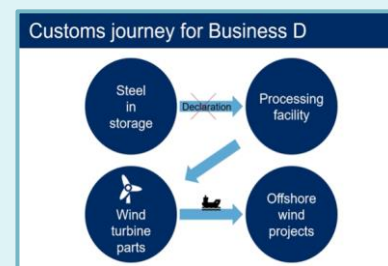 Customs journey for Business D
Steel
in
storage
Declaration
Processing
facility
Wind
turbine
parts
Offshore
wind
projects